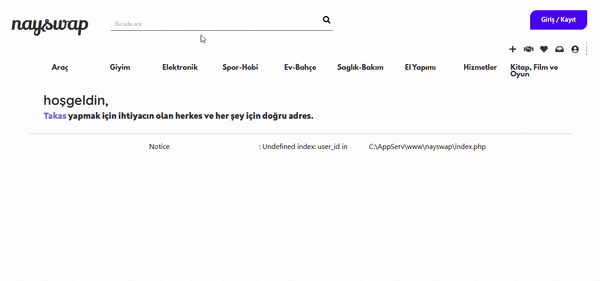 nayswap
Burada ara
Giriş / Kayıt
Araç Giyim Elektronik Spor-Hobi Ev-Bahçe Saglık-Bakım El Yapımı Hizmetler Kitap, Film ve
Oyun
hoşgeldin,
Takas yapmak için ihtiyacın olan herkes ve her şey için doğru adres.
Notice : Undefined index: user_id in C:\AppServ\www\nayswap\index.php